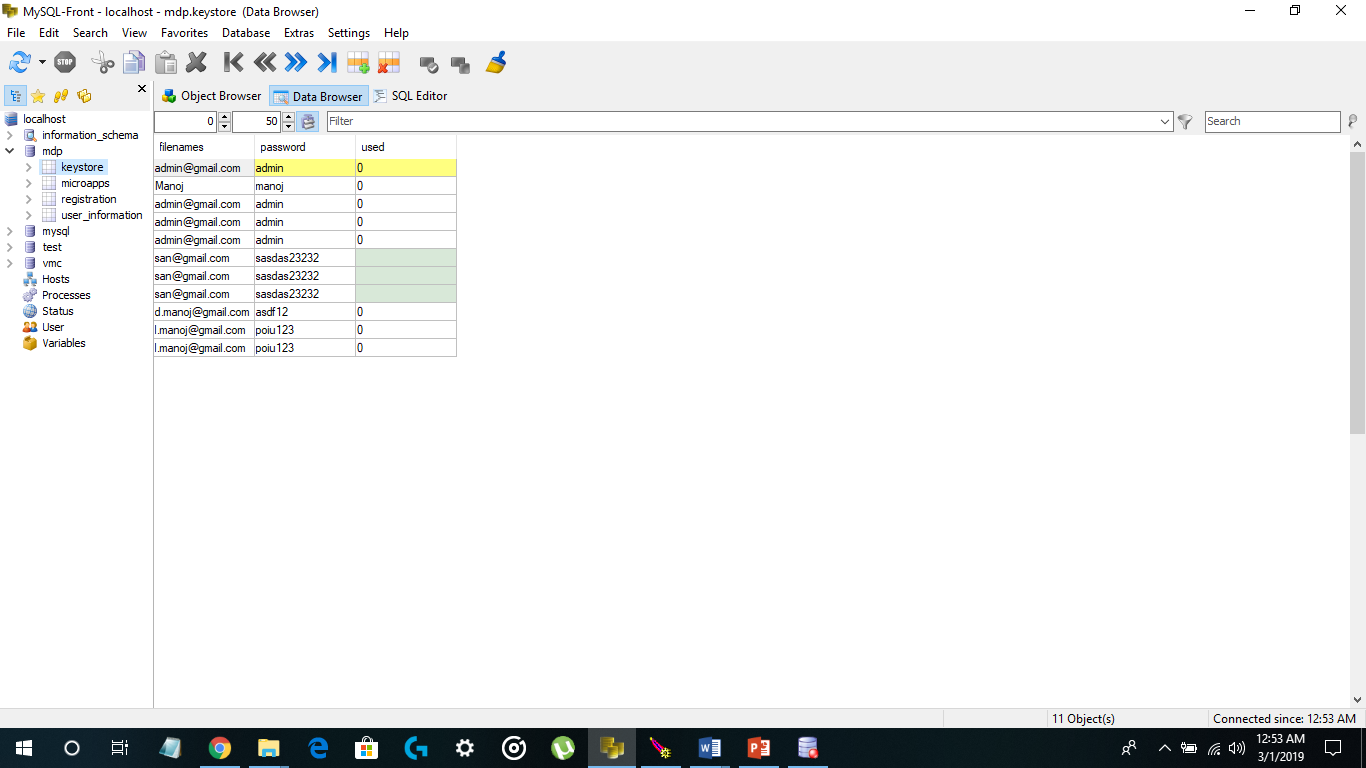 MySQL-Front - localhost - mdp.keystore (Data Browser)
File Edit Search View Favorites Database Extras Settings Help
STOP
Object Browser Data Browser SQL Editor
0 50 Filter Search
localhost
information_schema
mdp
keystore
microapps
registration
user_information
mysql
test
vmc
Hosts
Processes
Status
User
Variables
filenames password used
admin@gmail.com admin 0
Manoj manoj 0
admin@gmail.com admin 0
admin@gmail.com admin 0
admin@gmail.com admin 0
san@gmail.com sasdas23232
san@gmail.com sasdas23232
san@gmail.com sasdas23232
d.manoj@gmail.com asdf12 0
l.manoj@gmail.com poiu123 0
l.manoj@gmail.com poiu123 0
11 Object(s) Connected since: 12:53 AM
12:53 AM
3/1/2019